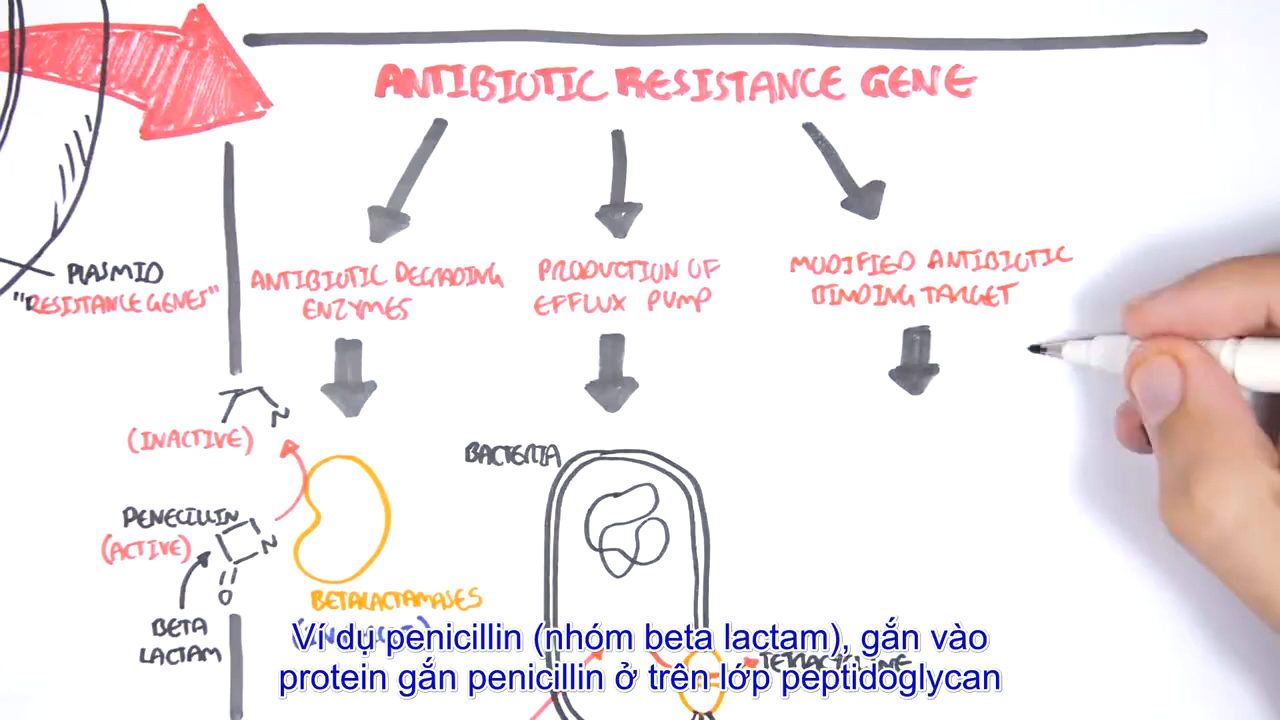 ANTIBIOTIC RESISTANCE GENE
PLASMID
"RESISTANCE GENES"
ANTIBIOTIC DEGRADING
ENZYMES
PRODUCTION OF
EFFLUX PUMP
MODIFIED ANTIBIOTIC
BINDING TARGET
N
(INACTIVE)
BACTERIA
PENECILLIN
(ACTIVE)
N
O
BETALACTAMASES
BETA
LACTAM
TETRACYCLINE
Ví dụ penicillin (nhóm beta lactam), gắn vào
protein gắn penicillin ở trên lớp peptidoglycan